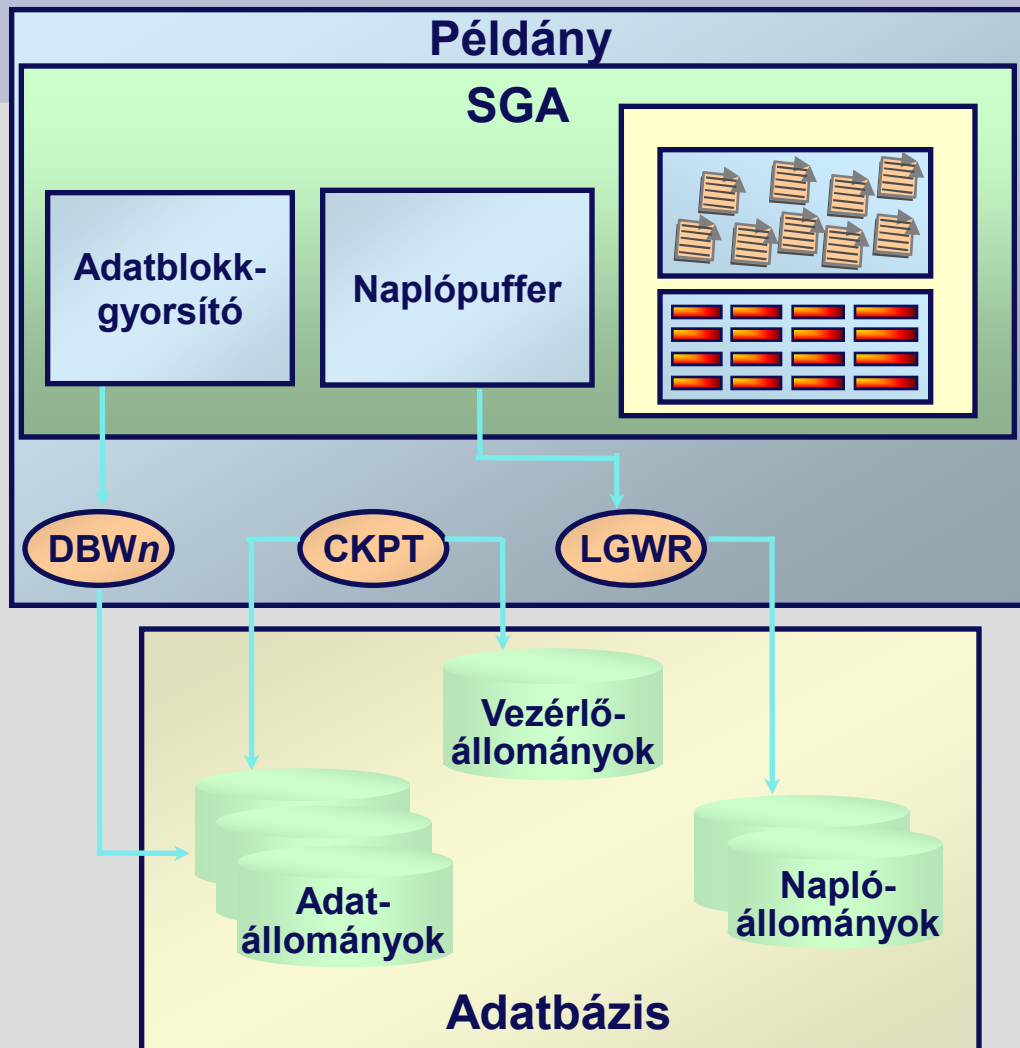 Példány
SGA
Adatblokk-
gyorsító
Naplópuffer
DBWn
CKPT
LGWR
Vezérlő-
állományok
Adat-
állományok
Napló-
állományok
Adatbázis